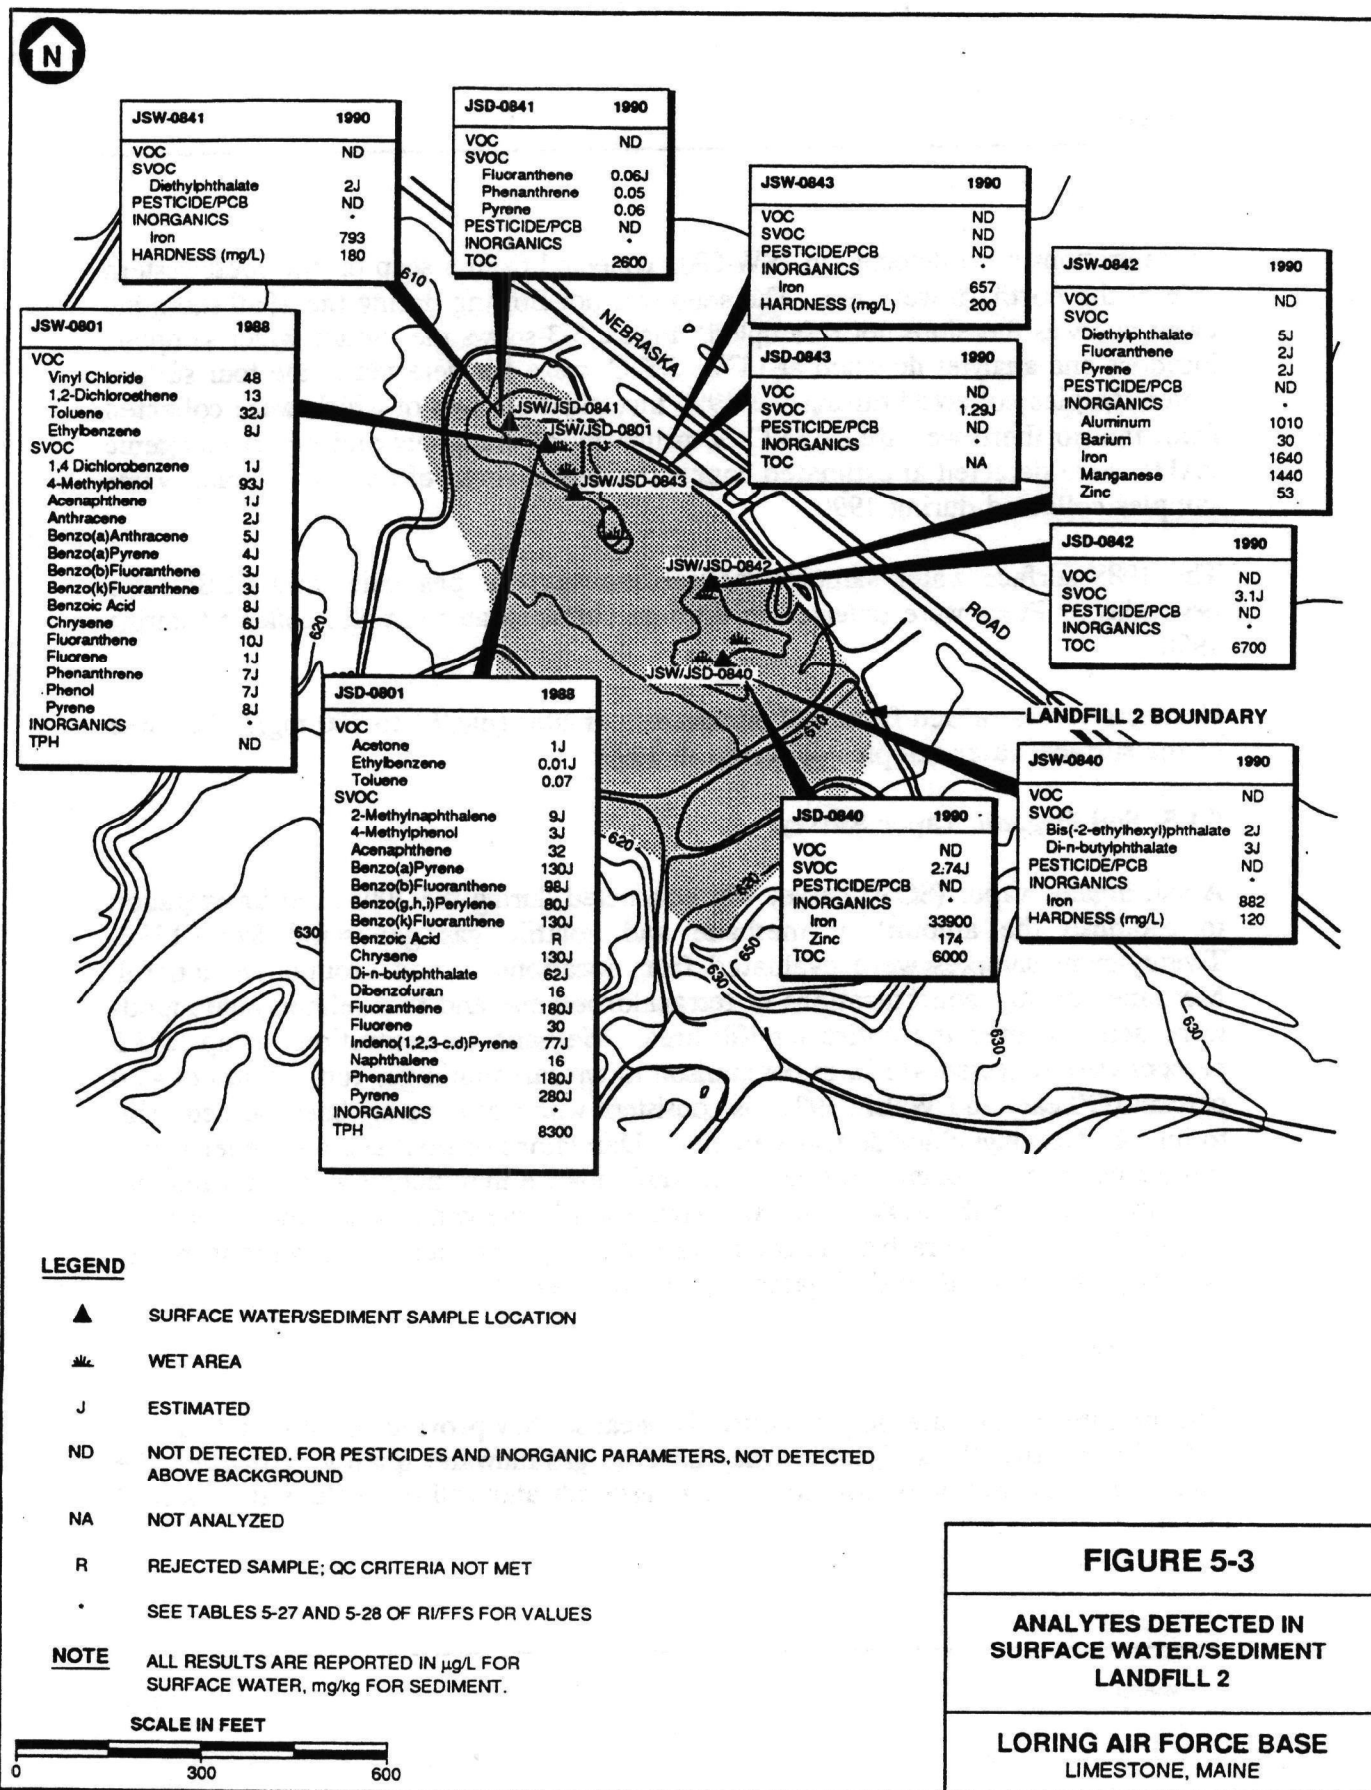 N
JSW-0841 1990
VOC ND
SVOC
Diethylphthalate 2J
PESTICIDE/PCB ND
INORGANICS *
Iron 793
HARDNESS (mg/L) 180
JSD-0841 1990
VOC ND
SVOC
Fluoranthene 0.06J
Phenanthrene 0.05
Pyrene 0.06
PESTICIDE/PCB ND
INORGANICS *
TOC 2600
JSW-0843 1990
VOC ND
SVOC ND
PESTICIDE/PCB ND
INORGANICS *
Iron 657
HARDNESS (mg/L) 200
JSW-0842 1990
VOC ND
SVOC
Diethylphthalate 5J
Fluoranthene 2J
Pyrene 2J
PESTICIDE/PCB ND
INORGANICS *
Aluminum 1010
Barium 30
Iron 1640
Manganese 1440
Zinc 53
JSW-0801 1988
VOC
Vinyl Chloride 48
1,2-Dichloroethene 13
Toluene 32J
Ethylbenzene 8J
SVOC
1,4 Dichlorobenzene 1J
4-Methylphenol 93J
Acenaphthene 1J
Anthracene 2J
Benzo(a)Anthracene 5J
Benzo(a)Pyrene 4J
Benzo(b)Fluoranthene 3J
Benzo(k)Fluoranthene 3J
Benzoic Acid 8J
Chrysene 6J
Fluoranthene 10J
Fluorene 1J
Phenanthrene 7J
Phenol 7J
Pyrene 8J
INORGANICS *
TPH ND
JSD-0843 1990
VOC ND
SVOC 1.29J
PESTICIDE/PCB ND
INORGANICS *
TOC NA
610
NEBRASKA
JSW/JSD-0841
JSW/JSD-0801
JSW/JSD-0843
JSW/JSD-0842
JSD-0842 1990
VOC ND
SVOC 3.1J
PESTICIDE/PCB ND
INORGANICS *
TOC 6700
620
ROAD
JSW/JSD-0840
610
LANDFILL 2 BOUNDARY
JSD-0801 1988
VOC
Acetone 1J
Ethylbenzene 0.01J
Toluene 0.07
SVOC
2-Methylnaphthalene 9J
4-Methylphenol 3J
Acenaphthene 32
Benzo(a)Pyrene 130J
Benzo(b)Fluoranthene 98J
Benzo(g,h,i)Perylene 80J
Benzo(k)Fluoranthene 130J
Benzoic Acid R
Chrysene 130J
Di-n-butyphthalate 62J
Dibenzofuran 16
Fluoranthene 180J
Fluorene 30
Indeno(1,2,3-c,d)Pyrene 77J
Naphthalene 16
Phenanthrene 180J
Pyrene 280J
INORGANICS *
TPH 8300
JSW-0840 1990
VOC ND
SVOC
Bis(-2-ethylhexyl)phthalate 2J
Di-n-butylphthalate 3J
PESTICIDE/PCB ND
INORGANICS *
Iron 882
HARDNESS (mg/L) 120
JSD-0840 1990
VOC ND
SVOC 2.74J
PESTICIDE/PCB ND
INORGANICS
Iron 33900
Zinc 174
TOC 6000
620
620
630
650
630
630
630
LEGEND
SURFACE WATER/SEDIMENT SAMPLE LOCATION
WET AREA
J ESTIMATED
ND NOT DETECTED. FOR PESTICIDES AND INORGANIC PARAMETERS, NOT DETECTED
ABOVE BACKGROUND
NA NOT ANALYZED
R REJECTED SAMPLE; QC CRITERIA NOT MET
* SEE TABLES 5-27 AND 5-28 OF RI/FFS FOR VALUES
NOTE ALL RESULTS ARE REPORTED IN µg/L FOR
SURFACE WATER, mg/kg FOR SEDIMENT.
SCALE IN FEET
0 300 600
FIGURE 5-3
ANALYTES DETECTED IN
SURFACE WATER/SEDIMENT
LANDFILL 2
LORING AIR FORCE BASE
LIMESTONE, MAINE